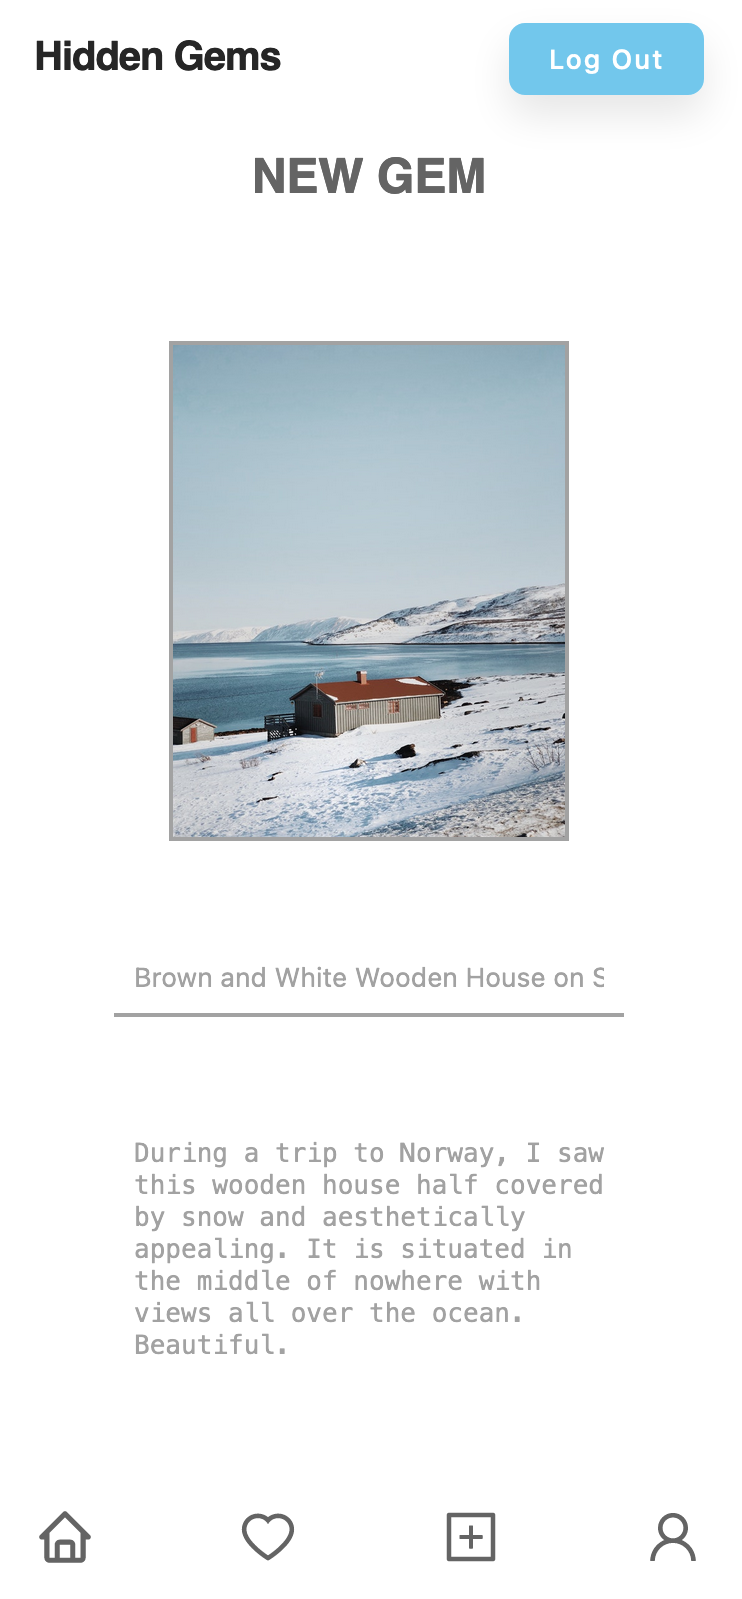 Hidden Gems
Log Out
NEW GEM
Brown and White Wooden House on S
During a trip to Norway, I saw
this wooden house half covered
by snow and aesthetically
appealing. It is situated in
the middle of nowhere with
views all over the ocean.
Beautiful.